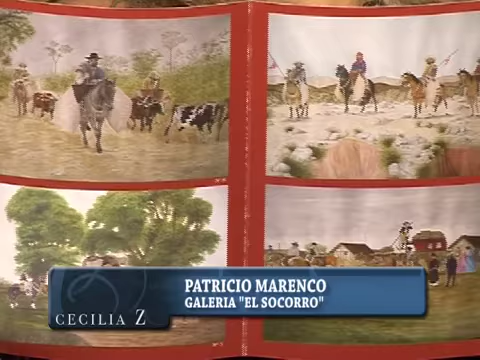 PATRICIO MARENCO
GALERIA "EL SOCORRO"
CECILIA Z